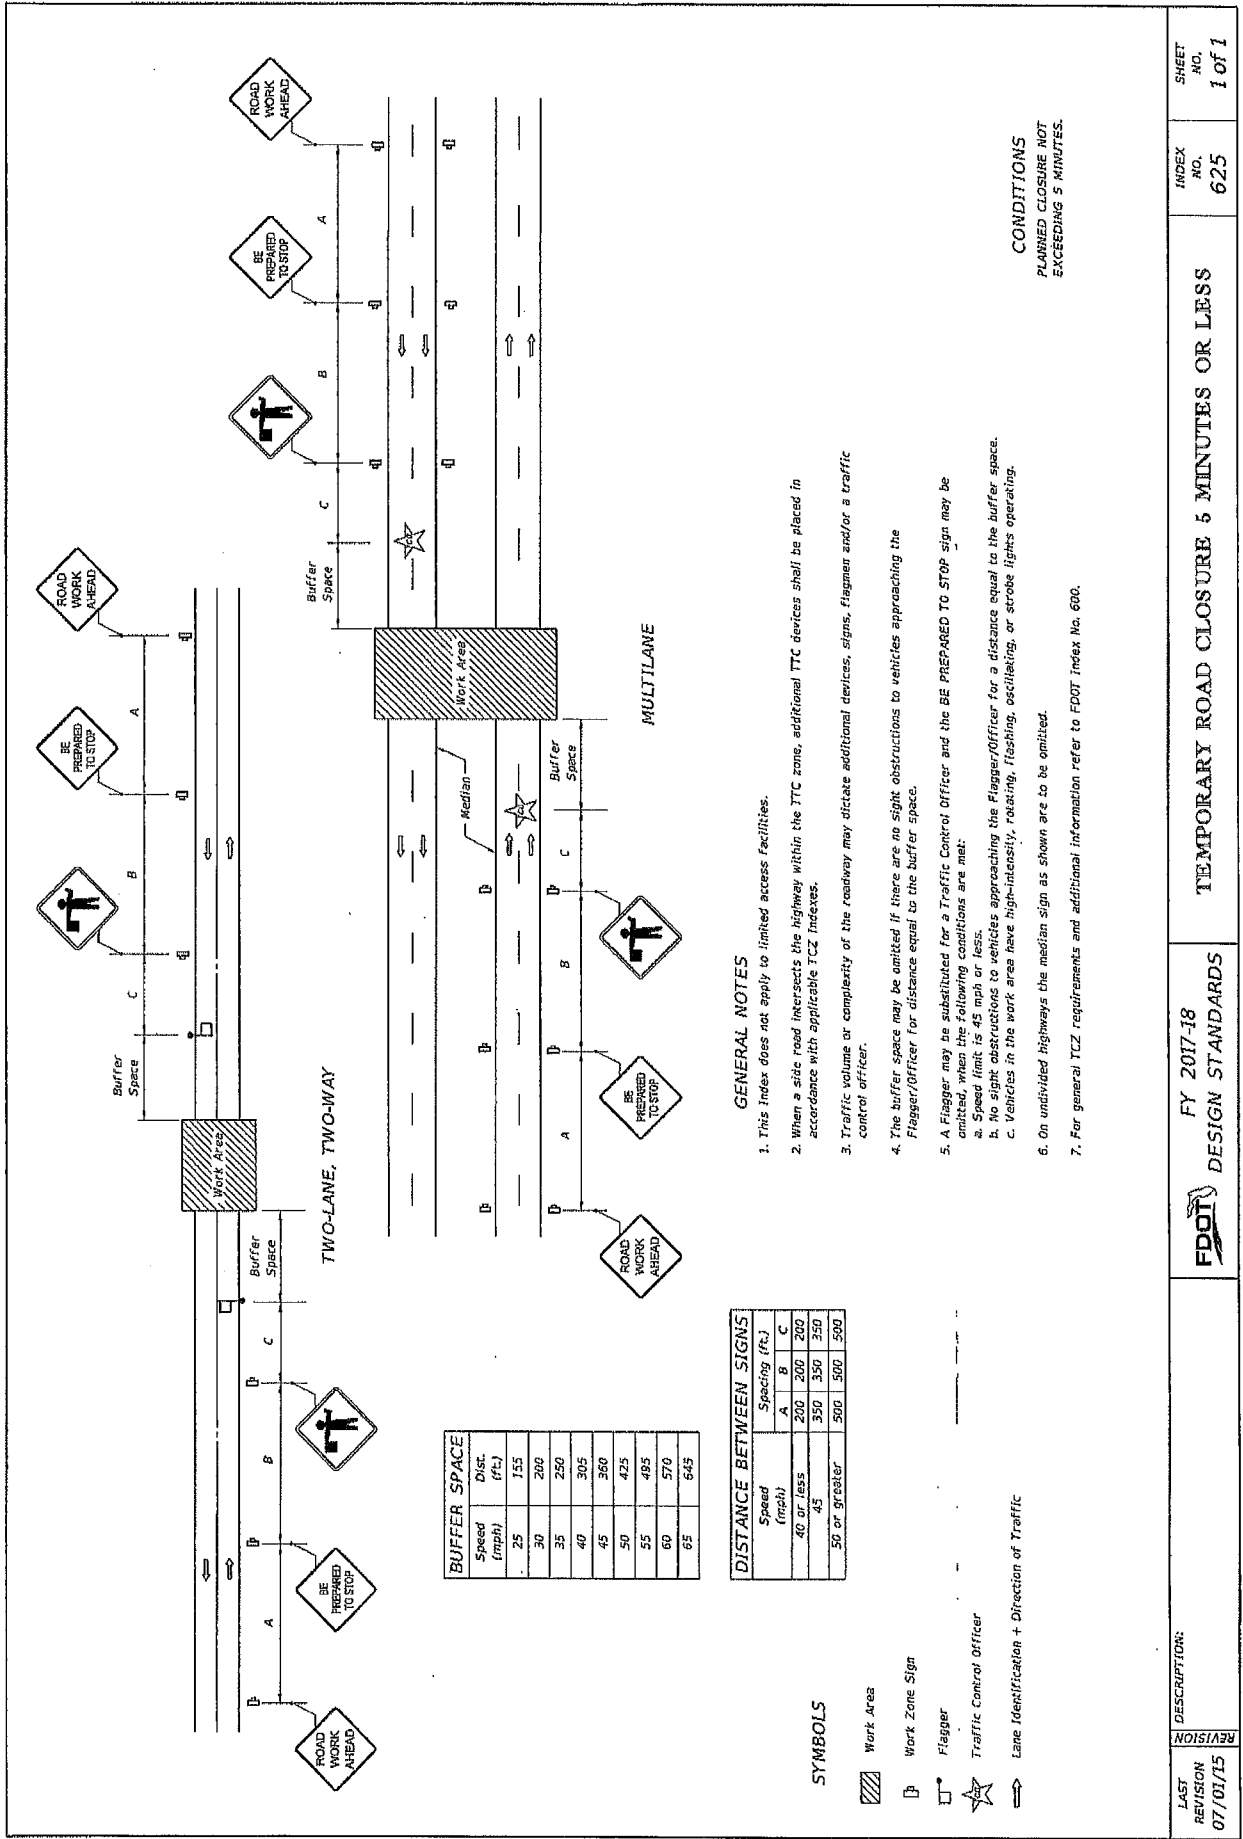 ROAD
WORK
AHEAD
BE
PREPARED
TO STOP
A
B
C
Buffer
Space
Work Area
Buffer
Space
C
B
A
BE
PREPARED
TO STOP
ROAD
WORK
AHEAD
TWO-LANE, TWO-WAY
ROAD
WORK
AHEAD
BE
PREPARED
TO STOP
A
B
C
Buffer
Space
Work Area
Median
Buffer
Space
C
B
A
BE
PREPARED
TO STOP
ROAD
WORK
AHEAD
MULTILANE
BUFFER SPACE
Speed (mph) Dist. (ft.)
25 155
30 200
35 250
40 305
45 360
50 425
55 495
60 570
65 645
DISTANCE BETWEEN SIGNS
Speed (mph) Spacing (ft.)
A B C
40 or less 200 200 200
45 350 350 350
50 or greater 500 500 500
SYMBOLS
Work Area
Work Zone Sign
Flagger
Traffic Control Officer
Lane Identification + Direction of Traffic
GENERAL NOTES
1. This Index does not apply to limited access facilities.
2. When a side road intersects the highway within the TTC zone, additional TTC devices shall be placed in
accordance with applicable TCZ Indexes.
3. Traffic volume or complexity of the roadway may dictate additional devices, signs, flagmen and/or a traffic
control officer.
4. The buffer space may be omitted if there are no sight obstructions to vehicles approaching the
Flagger/Officer for distance equal to the buffer space.
5. A Flagger may be substituted for a Traffic Control Officer and the BE PREPARED TO STOP sign may be
omitted, when the following conditions are met:
a. Speed limit is 45 mph or less.
b. No sight obstructions to vehicles approaching the Flagger/Officer for a distance equal to the buffer space.
c. Vehicles in the work area have high-intensity, rotating, flashing, oscillating, or strobe lights operating.
6. On undivided highways the median sign as shown are to be omitted.
7. For general TCZ requirements and additional information refer to FDOT Index No. 600.
CONDITIONS
PLANNED CLOSURE NOT
EXCEEDING 5 MINUTES.
LAST
REVISION
07/01/15
REVISION
DESCRIPTION:
FDOT
FY 2017-18
DESIGN STANDARDS
TEMPORARY ROAD CLOSURE 5 MINUTES OR LESS
INDEX
NO.
625
SHEET
NO.
1 of 1